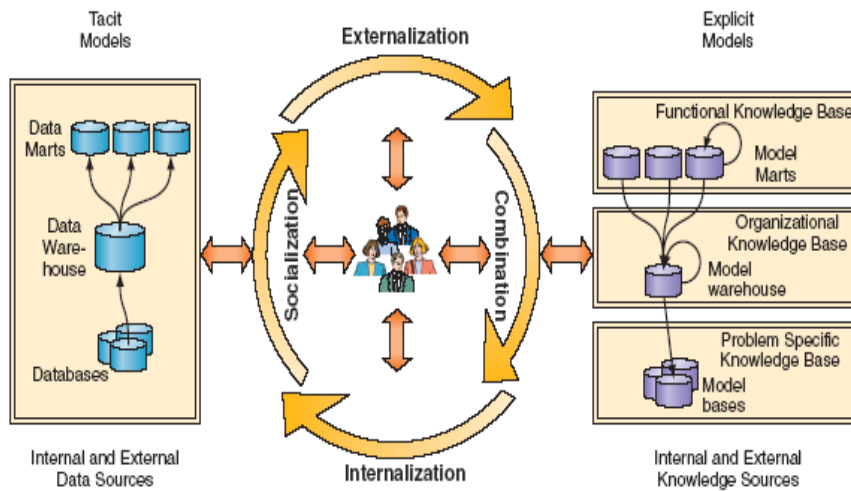 Tacit
Models
Data
Marts
Data
Ware-
house
Databases
Internal and External
Data Sources
Externalization
Socialization
Combination
Internalization
Explicit
Models
Functional Knowledge Base
Model
Marts
Organizational
Knowledge Base
Model
warehouse
Problem Specific
Knowledge Base
Model
bases
Internal and External
Knowledge Sources